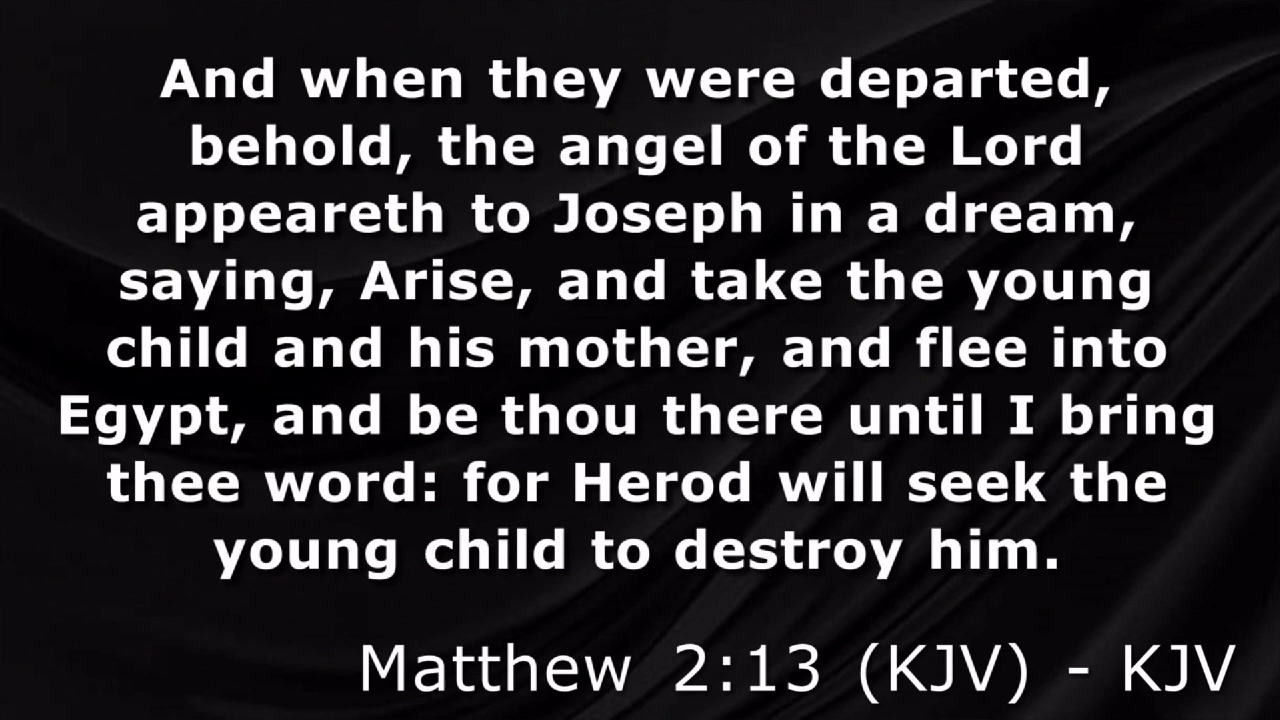 And when they were departed,
behold, the angel of the Lord
appeareth to Joseph in a dream,
saying, Arise, and take the young
child and his mother, and flee into
Egypt, and be thou there until I bring
thee word: for Herod will seek the
young child to destroy him.
Matthew 2:13 (KJV) - KJV